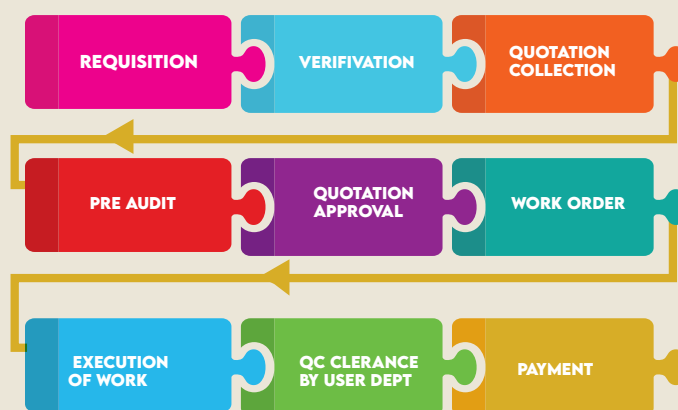 REQUISITION
VERIFIVATION
QUOTATION
COLLECTION
PRE AUDIT
QUOTATION
APPROVAL
WORK ORDER
EXECUTION
OF WORK
QC CLERANCE
BY USER DEPT
PAYMENT